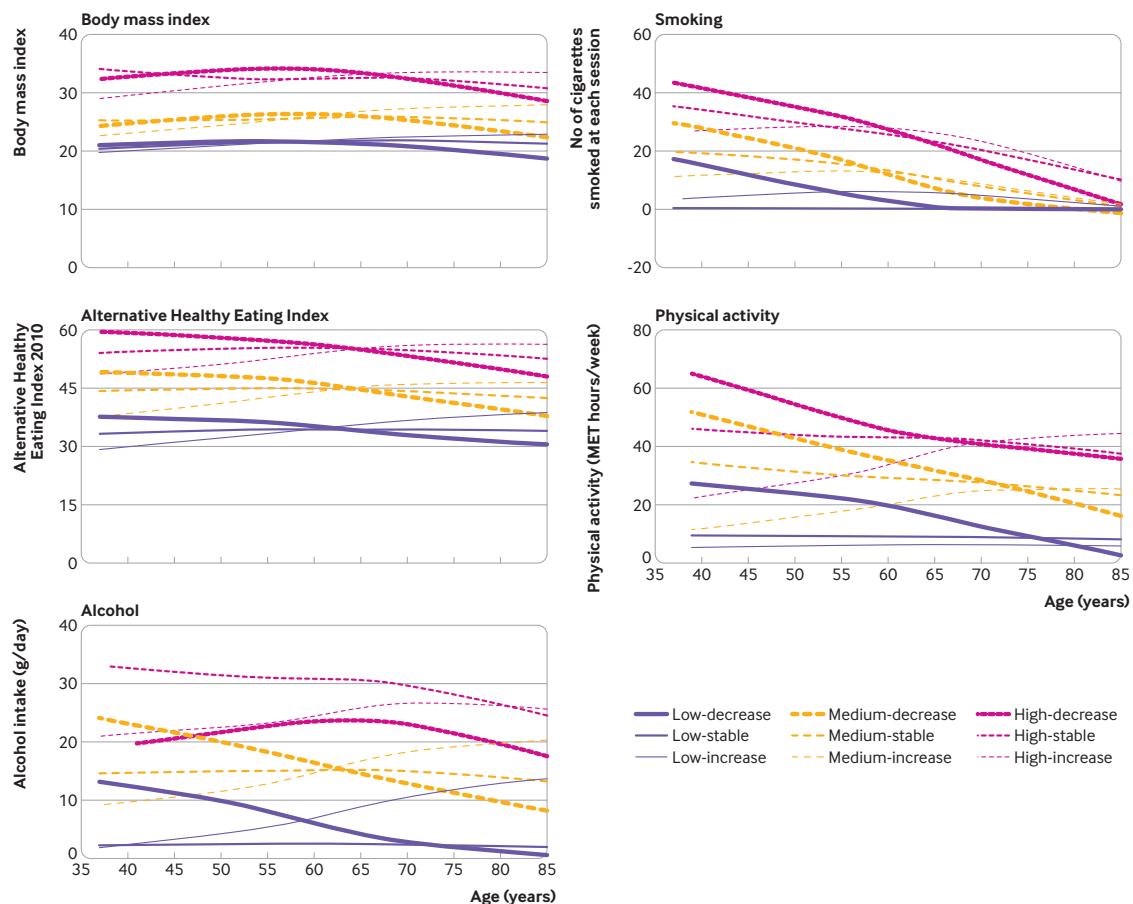 Body mass index
Body mass index
40
30
20
10
0
Smoking
No of cigarettes
smoked at each session
60
40
20
0
-20
Alternative Healthy Eating Index
Alternative Healthy
Eating Index 2010
60
45
30
15
0
Physical activity
Physical activity (MET hours/week)
80
60
40
20
0
35 40 45 50 55 60 65 70 75 80 85
Age (years)
Alcohol
Alcohol intake (g/day)
40
30
20
10
0
35 40 45 50 55 60 65 70 75 80 85
Age (years)
Low-decrease Medium-decrease High-decrease
Low-stable Medium-stable High-stable
Low-increase Medium-increase High-increase